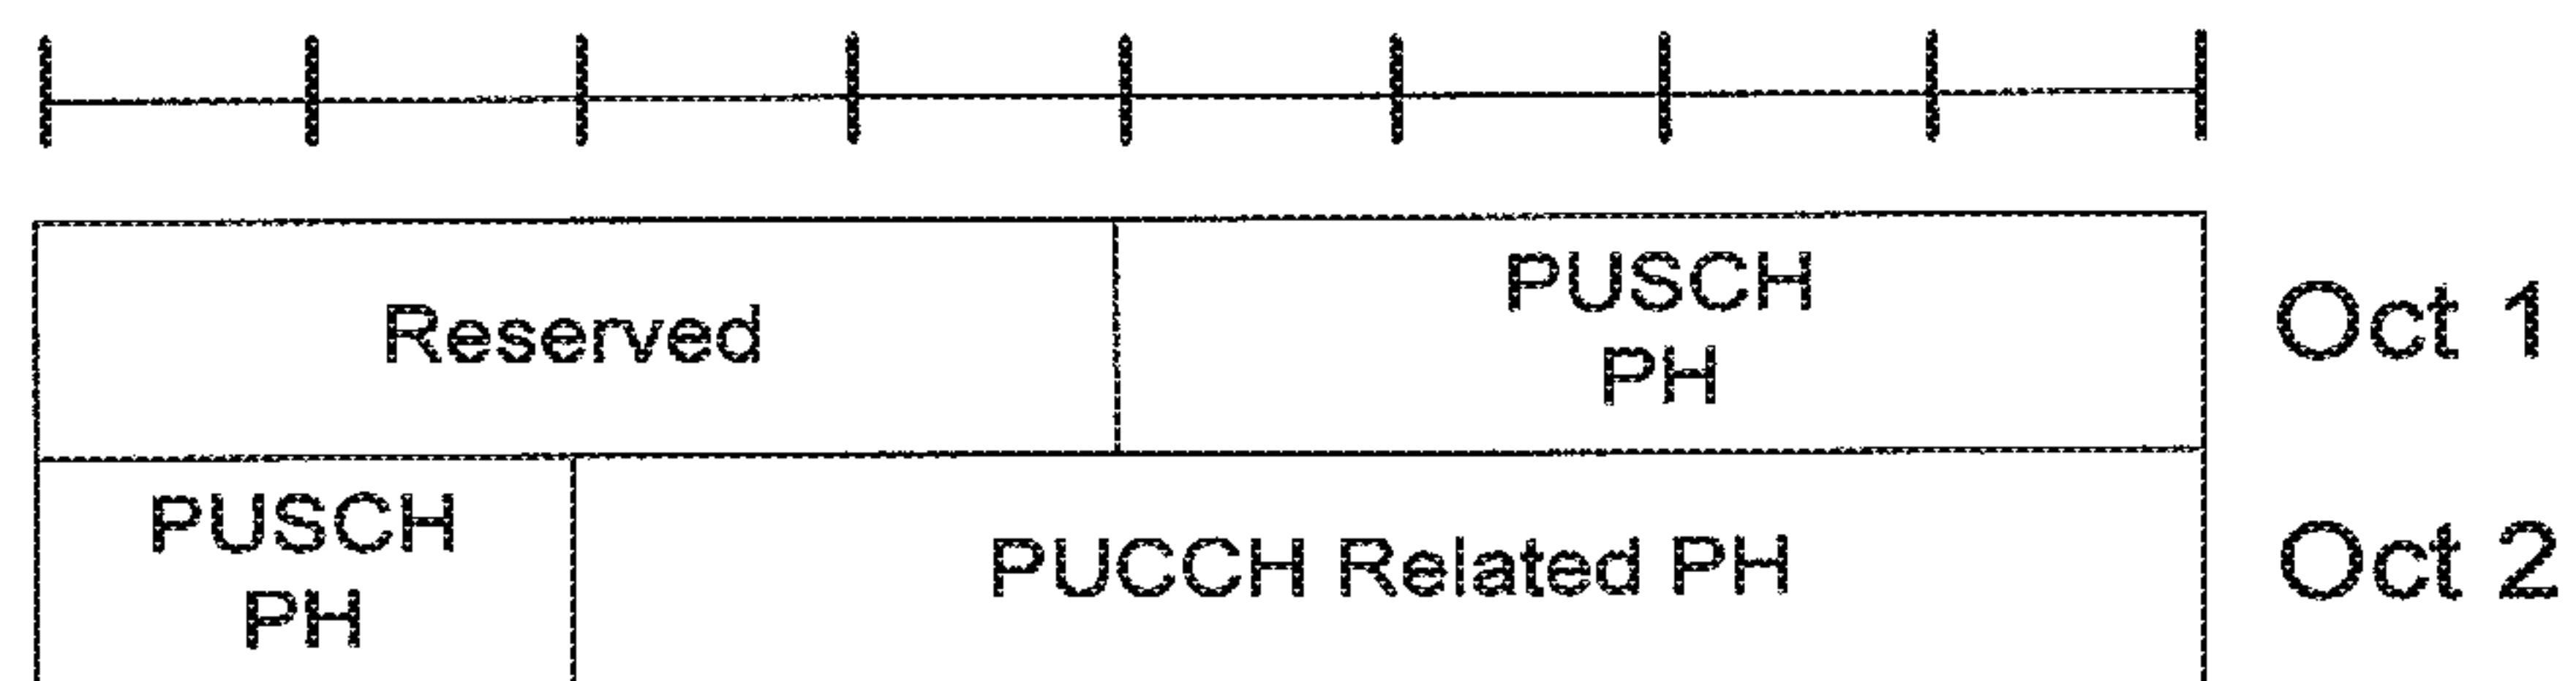 Reserved
PUSCH
PH
Oct 1
PUSCH
PH
PUCCH Related PH
Oct 2